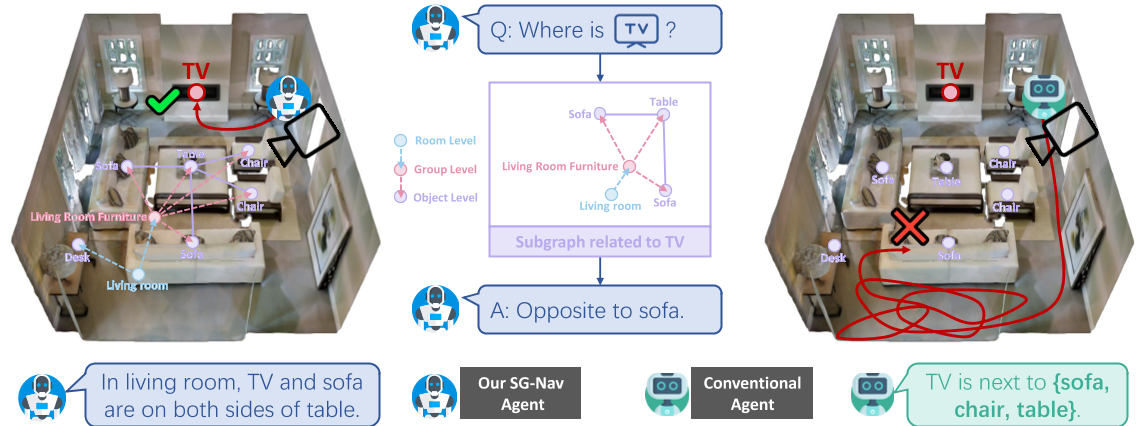 TV
Sofa
Table
Chair
Chair
Living Room Furniture
Desk
Sofa
Living room
In living room, TV and sofa
are on both sides of table.
Q: Where is TV ?
Room Level
Group Level
Object Level
Sofa
Table
Living Room Furniture
Living room
Sofa
Subgraph related to TV
A: Opposite to sofa.
Our SG-Nav
Agent
Conventional
Agent
TV
Sofa
Table
Chair
Chair
Desk
Sofa
TV is next to {sofa,
chair, table}.